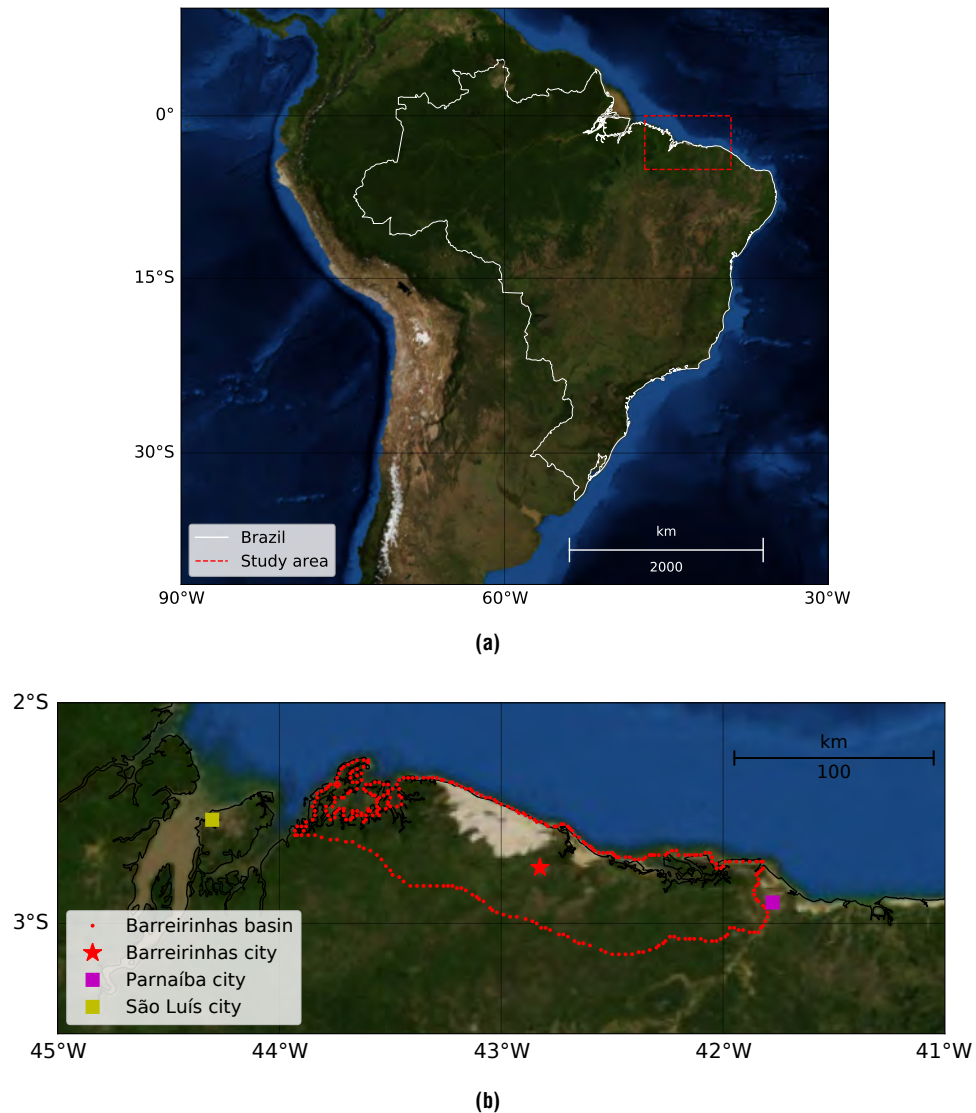 0°
15°S
30°S
Brazil
Study area
km
2000
90°W
60°W
30°W
(a)
2°S
km
100
3°S
Barreirinhas basin
Barreirinhas city
Parnaíba city
São Luís city
45°W
44°W
43°W
42°W
41°W
(b)